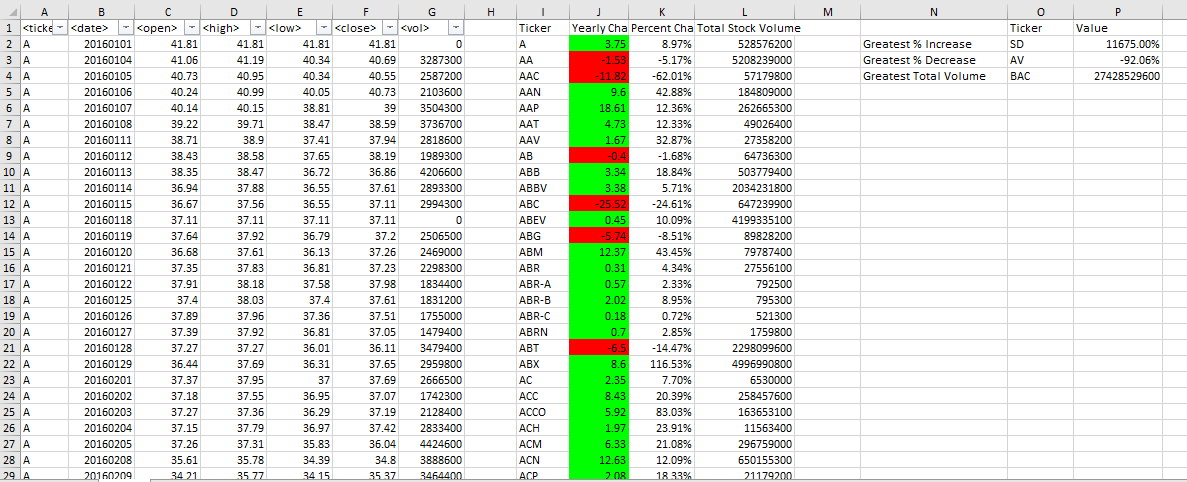 A B C D E F G H I J K L M N O P
1 <ticke <date> <open> <high> <low> <close> <vol> Ticker Yearly Cha Percent Cha Total Stock Volume Ticker Value
2 A 20160101 41.81 41.81 41.81 41.81 0 A 3.75 8.97% 528576200 Greatest % Increase SD 11675.00%
3 A 20160104 41.06 41.19 40.34 40.69 3287300 AA -1.53 -5.17% 5208239000 Greatest % Decrease AV -92.06%
4 A 20160105 40.73 40.95 40.34 40.55 2587200 AAC -11.82 -62.01% 57179800 Greatest Total Volume BAC 27428529600
5 A 20160106 40.24 40.99 40.05 40.73 2103600 AAN 9.6 42.88% 184809000
6 A 20160107 40.14 40.15 38.81 39 3504300 AAP 18.61 12.36% 262665300
7 A 20160108 39.22 39.71 38.47 38.59 3736700 AAT 4.73 12.33% 49026400
8 A 20160111 38.71 38.9 37.41 37.94 2818600 AAV 1.67 32.87% 27358200
9 A 20160112 38.43 38.58 37.65 38.19 1989300 AB -0.4 -1.68% 64736300
10 A 20160113 38.35 38.47 36.72 36.86 4206600 ABB 3.34 18.84% 503779400
11 A 20160114 36.94 37.88 36.55 37.61 2893300 ABBV 3.38 5.71% 2034231800
12 A 20160115 36.67 37.56 36.55 37.11 2994300 ABC -25.52 -24.61% 647239900
13 A 20160118 37.11 37.11 37.11 37.11 0 ABEV 0.45 10.09% 4199335100
14 A 20160119 37.64 37.92 36.79 37.2 2506500 ABG -5.74 -8.51% 89828200
15 A 20160120 36.68 37.61 36.13 37.26 2469000 ABM 12.37 43.45% 79787400
16 A 20160121 37.35 37.83 36.81 37.23 2298300 ABR 0.31 4.34% 27556100
17 A 20160122 37.91 38.18 37.58 37.98 1834400 ABR-A 0.57 2.33% 792500
18 A 20160125 37.4 38.03 37.4 37.61 1831200 ABR-B 2.02 8.95% 795300
19 A 20160126 37.89 37.96 37.36 37.51 1755000 ABR-C 0.18 0.72% 521300
20 A 20160127 37.39 37.92 36.81 37.05 1479400 ABRN 0.7 2.85% 1759800
21 A 20160128 37.27 37.27 36.01 36.11 3479400 ABT -6.5 -14.47% 2298099600
22 A 20160129 36.44 37.69 36.31 37.65 2959800 ABX 8.6 116.53% 4996990800
23 A 20160201 37.37 37.95 37 37.69 2666500 AC 2.35 7.70% 6530000
24 A 20160202 37.18 37.55 36.95 37.07 1742300 ACC 8.43 20.39% 258457600
25 A 20160203 37.27 37.36 36.29 37.19 2128400 ACCO 5.92 83.03% 163653100
26 A 20160204 37.15 37.79 36.97 37.42 2833400 ACH 1.97 23.91% 11563400
27 A 20160205 37.26 37.31 35.83 36.04 4424600 ACM 6.33 21.08% 296759000
28 A 20160208 35.61 35.78 34.39 34.8 3888600 ACN 12.63 12.09% 650155300
29 A 20160209 34.21 35.77 34.15 35.37 3464400 ACP 2.08 18.33% 21179200